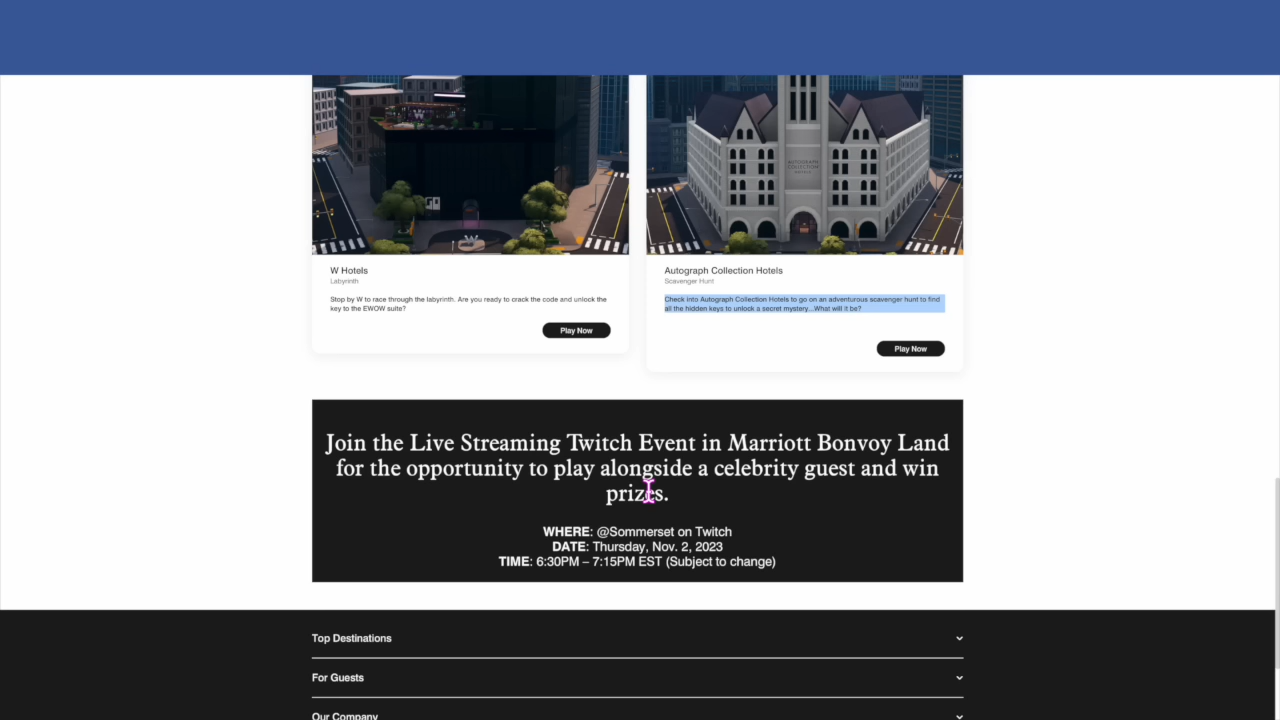 AUTOGRAPH
COLLECTION
HOTELS
W Hotels
Labyrinth
Stop by W to race through the labyrinth. Are you ready to crack the code and unlock the
key to the EWOW suite?
Play Now
Autograph Collection Hotels
Scavenger Hunt
Check into Autograph Collection Hotels to go on an adventurous scavenger hunt to find
all the hidden keys to unlock a secret mystery...What will it be?
Play Now
Join the Live Streaming Twitch Event in Marriott Bonvoy Land
for the opportunity to play alongside a celebrity guest and win
prizes.
WHERE: @Sommerset on Twitch
DATE: Thursday, Nov. 2, 2023
TIME: 6:30PM – 7:15PM EST (Subject to change)
Top Destinations
For Guests
Our Company